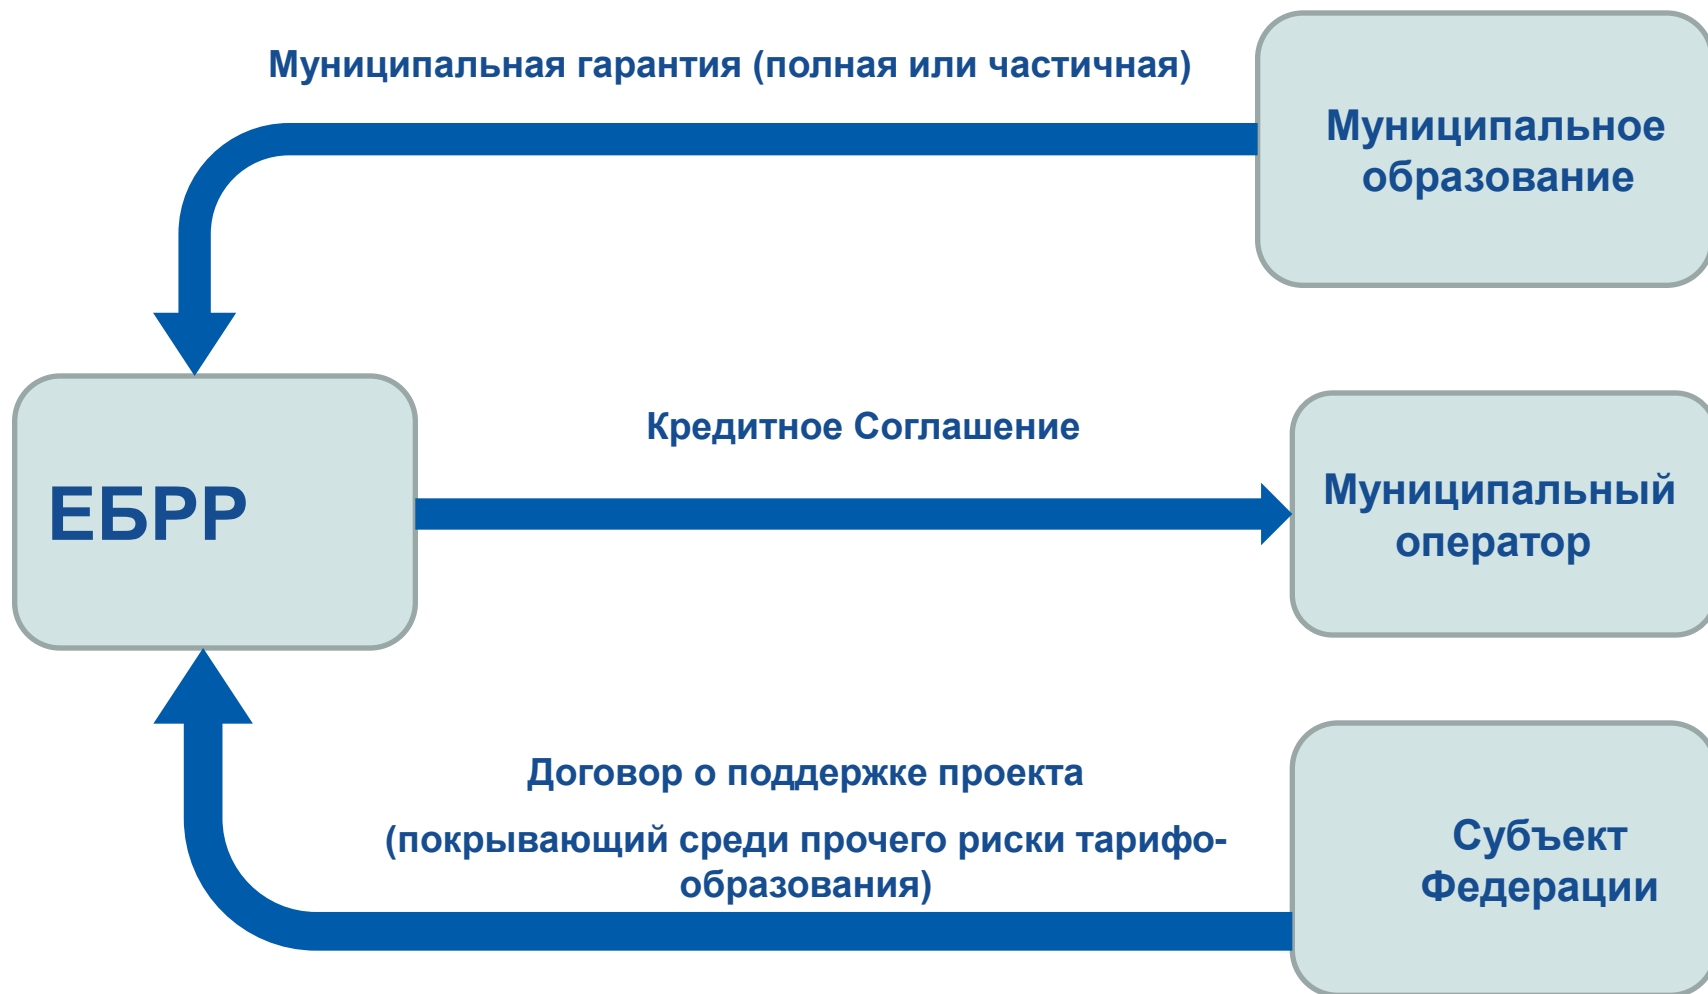 Муниципальная гарантия (полная или частичная)
Муниципальное
образование
Кредитное Соглашение
ЕБРР
Муниципальный
оператор
Договор о поддержке проекта
(покрывающий среди прочего риски тарифо-
образования)
Субъект
Федерации